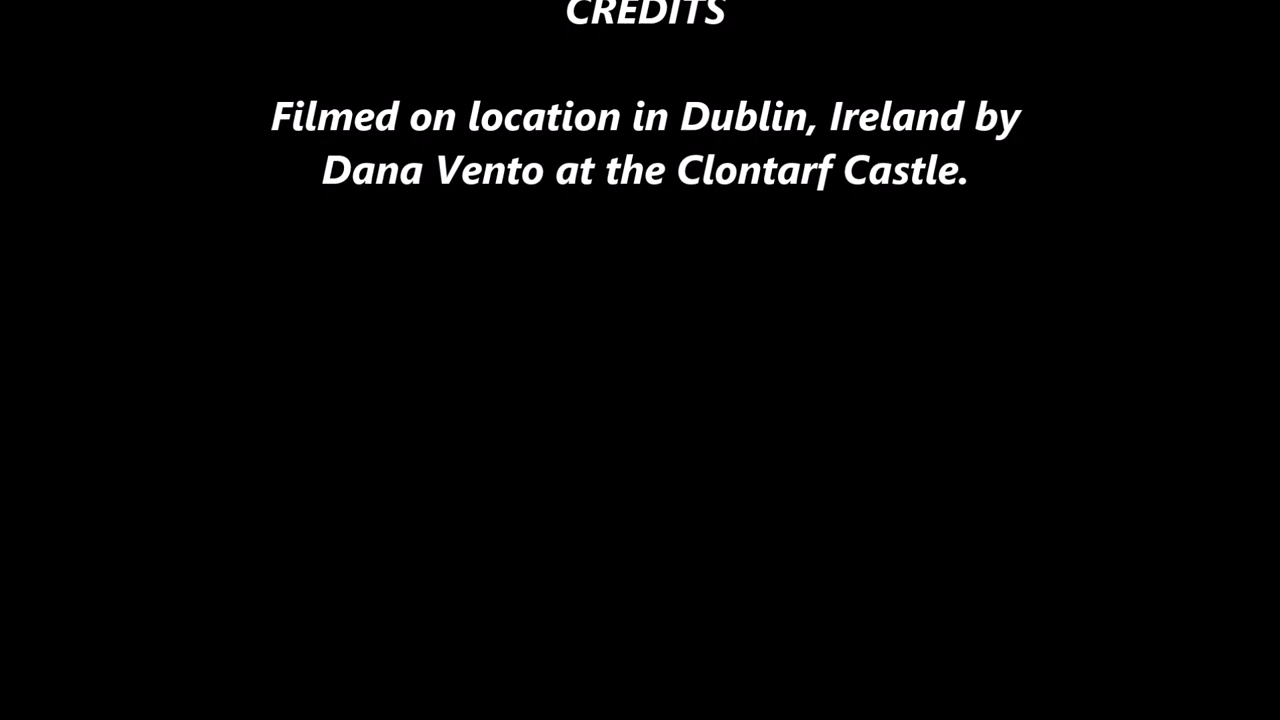 CREDITS
Filmed on location in Dublin, Ireland by
Dana Vento at the Clontarf Castle.